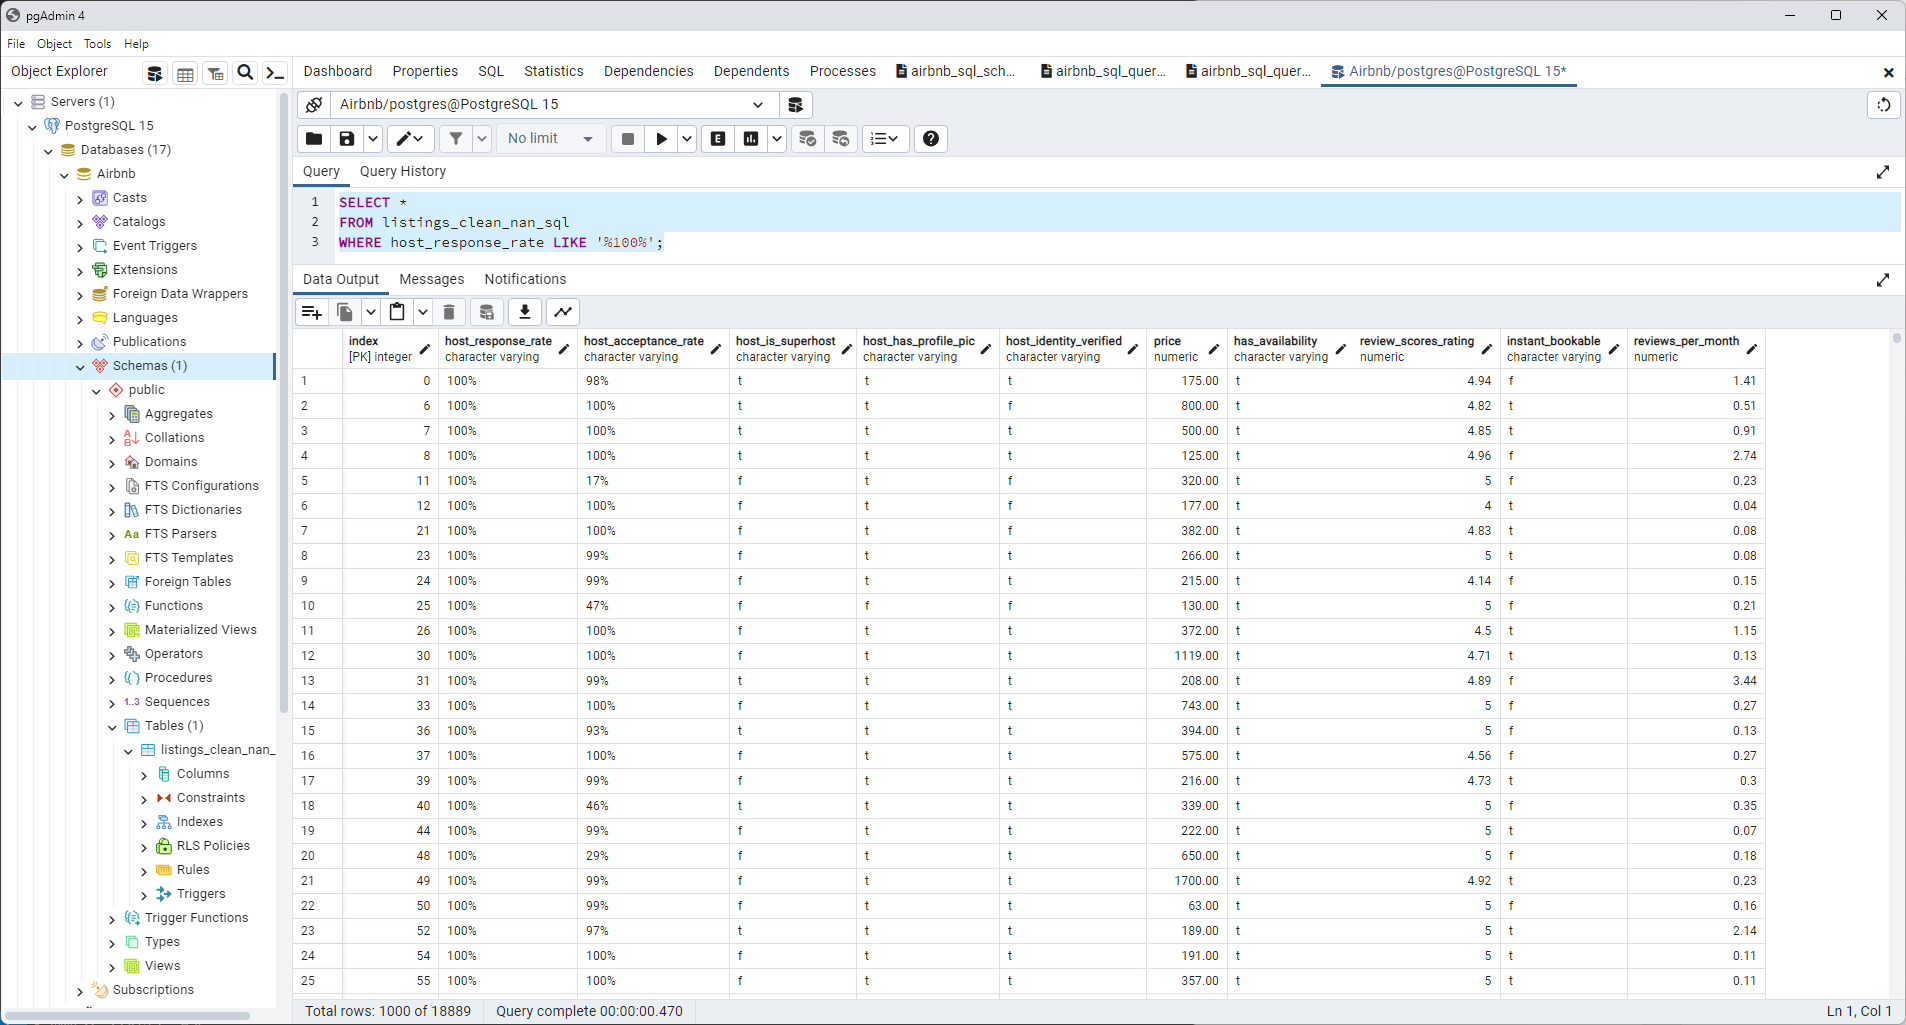 pgAdmin 4
File Object Tools Help
Object Explorer
Dashboard Properties SQL Statistics Dependencies Dependents Processes airbnb_sql_sch... airbnb_sql_quer... airbnb_sql_quer... Airbnb/postgres@PostgreSQL 15*
Servers (1)
PostgreSQL 15
Databases (17)
Airbnb
Casts
Catalogs
Event Triggers
Extensions
Foreign Data Wrappers
Languages
Publications
Schemas (1)
public
Aggregates
Collations
Domains
FTS Configurations
FTS Dictionaries
FTS Parsers
FTS Templates
Foreign Tables
Functions
Materialized Views
Operators
Procedures
1..3 Sequences
Tables (1)
listings_clean_nan_
Columns
Constraints
Indexes
RLS Policies
Rules
Triggers
Trigger Functions
Types
Views
Subscriptions
Airbnb/postgres@PostgreSQL 15
No limit E
Query Query History
1 SELECT *
2 FROM listings_clean_nan_sql
3 WHERE host_response_rate LIKE '%100%';
Data Output Messages Notifications
index host_response_rate host_acceptance_rate host_is_superhost host_has_profile_pic host_identity_verified price has_availability review_scores_rating instant_bookable reviews_per_month
[PK] integer character varying character varying character varying character varying character varying numeric character varying numeric character varying numeric
1 0 100% 98% t t t 175.00 t 4.94 f 1.41
2 6 100% 100% t t f 800.00 t 4.82 t 0.51
3 7 100% 100% t t t 500.00 t 4.85 t 0.91
4 8 100% 100% t t t 125.00 t 4.96 f 2.74
5 11 100% 17% f t f 320.00 t 5 f 0.23
6 12 100% 100% f t f 177.00 t 4 t 0.04
7 21 100% 100% f t f 382.00 t 4.83 t 0.08
8 23 100% 99% f t t 266.00 t 5 t 0.08
9 24 100% 99% f t t 215.00 t 4.14 f 0.15
10 25 100% 47% f f f 130.00 t 5 f 0.21
11 26 100% 100% f t t 372.00 t 4.5 t 1.15
12 30 100% 100% f t t 1119.00 t 4.71 t 0.13
13 31 100% 99% t t t 208.00 t 4.89 f 3.44
14 33 100% 100% f t t 743.00 t 5 f 0.27
15 36 100% 93% t t t 394.00 t 5 f 0.13
16 37 100% 100% f t t 575.00 t 4.56 f 0.27
17 39 100% 99% f t t 216.00 t 4.73 t 0.3
18 40 100% 46% t t t 339.00 t 5 f 0.35
19 44 100% 99% f t t 222.00 t 5 t 0.07
20 48 100% 29% f t t 650.00 t 5 f 0.18
21 49 100% 99% f t t 1700.00 t 4.92 t 0.23
22 50 100% 99% f t t 63.00 t 5 f 0.16
23 52 100% 97% t t t 189.00 t 5 t 2.14
24 54 100% 100% f t t 191.00 t 5 t 0.11
25 55 100% 100% f t t 357.00 t 5 t 0.11
Total rows: 1000 of 18889 Query complete 00:00:00.470 Ln 1, Col 1